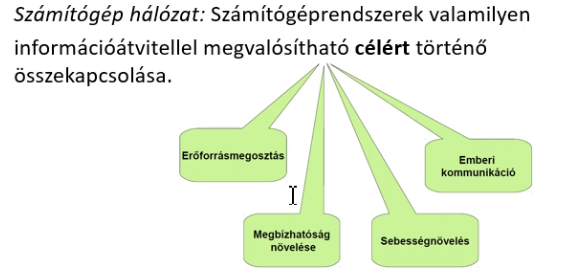 Számítógép hálózat: Számítógéprendszerek valamilyen
információátvitellel megvalósítható célért történő
összekapcsolása.
Erőforrásmegosztás
Emberi
kommunikáció
Megbízhatóság
növelése
Sebességnövelés